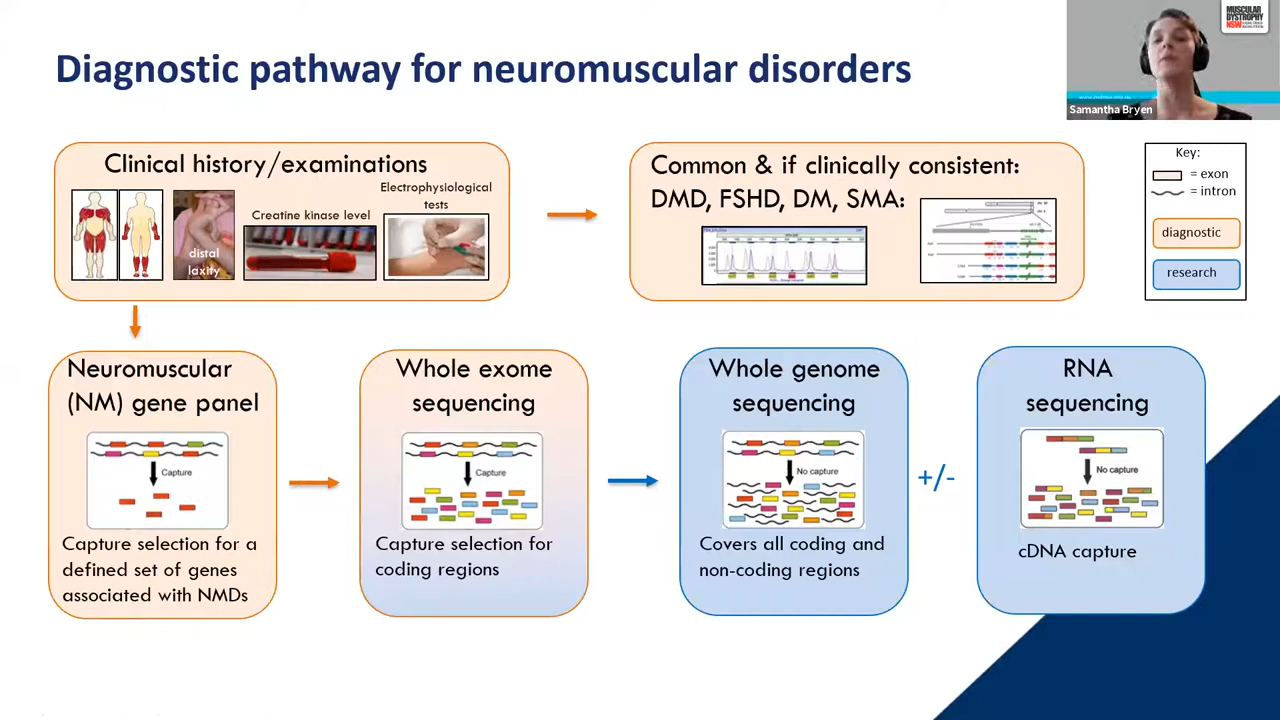 Diagnostic pathway for neuromuscular disorders
MUSCULAR
DYSTROPHY
NSW
Samantha Bryen
Clinical history/examinations
distal
laxity
Creatine kinase level
Electrophysiological
tests
Common & if clinically consistent:
DMD, FSHD, DM, SMA:
Key:
= exon
= intron
diagnostic
research
Neuromuscular
(NM) gene panel
Capture
Capture selection for a
defined set of genes
associated with NMDs
Whole exome
sequencing
Capture
Capture selection for
coding regions
Whole genome
sequencing
No capture
Covers all coding and
non-coding regions
+/-
RNA
sequencing
No capture
cDNA capture